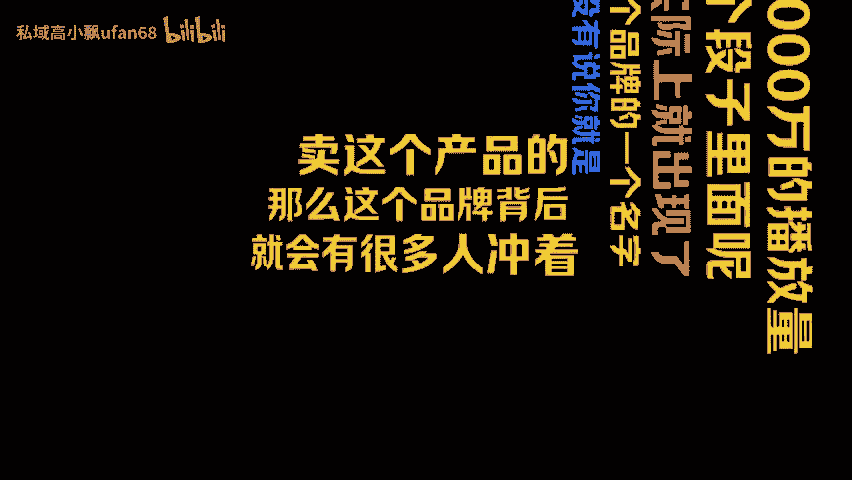 私域高小飘ufan68 bilibili
000万的播放量
个段子里面呢
实际上就出现了
个品牌的一个名字
没有说你就是
卖这个产品的
那么这个品牌背后
就会有很多人冲着